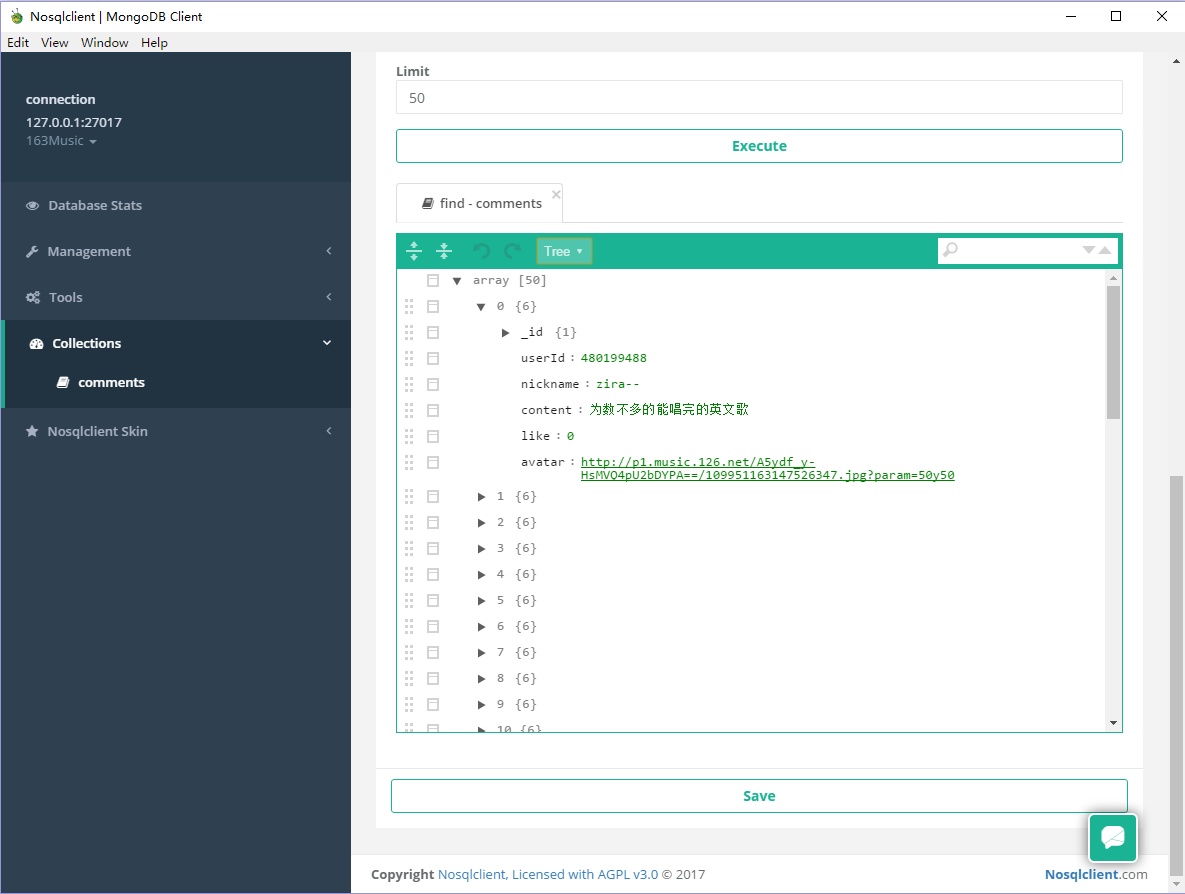 Nosqlclient | MongoDB Client
Edit View Window Help
connection
127.0.0.1:27017
163Music
Database Stats
Management
Tools
Collections
comments
Nosqlclient Skin
Limit
50
Execute
find - comments
Tree
array [50]
0 {6}
_id {1}
userId : 480199488
nickname : zira--
content : 为数不多的能唱完的英文歌
like : 0
avatar : http://p1.music.126.net/A5ydf_y-
HsMVQ4pU2bDYPA==/109951163147526347.jpg?param=50y50
1 {6}
2 {6}
3 {6}
4 {6}
5 {6}
6 {6}
7 {6}
8 {6}
9 {6}
10 {6}
Save
Copyright Nosqlclient, Licensed with AGPL v3.0 © 2017
Nosqlclient.com